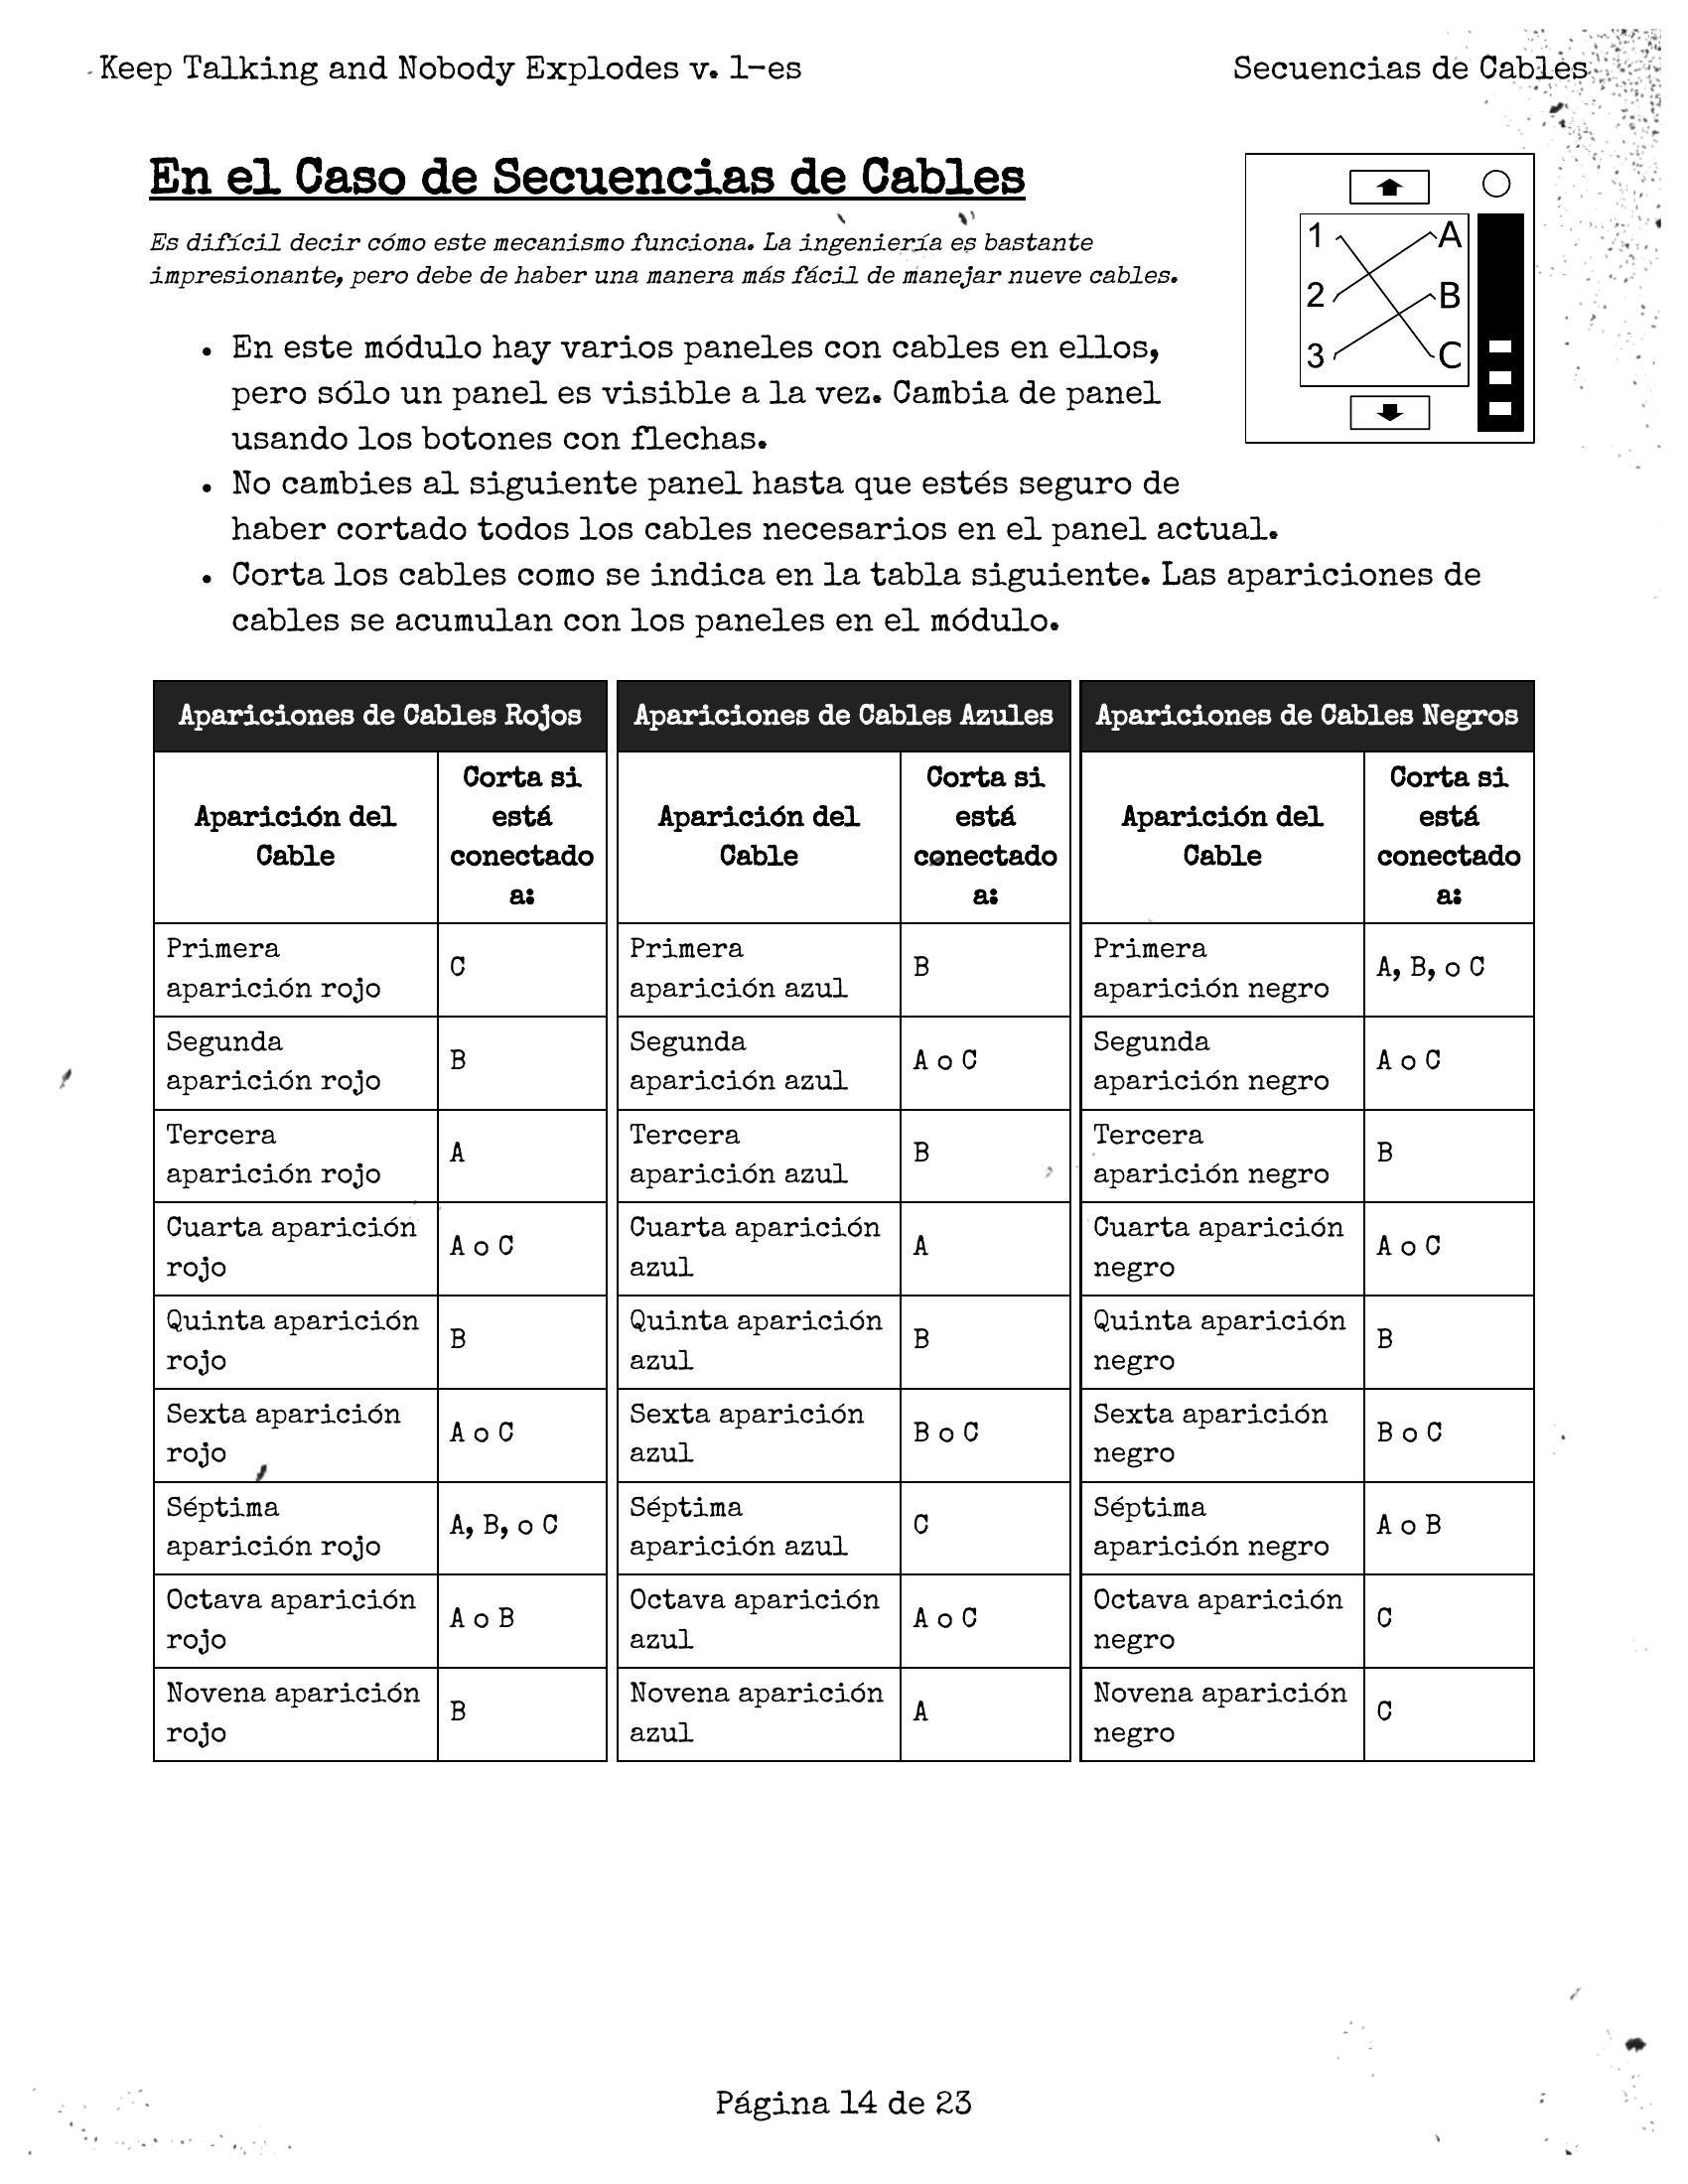 Keep Talking and Nobody Explodes v. 1-es
Secuencias de Cables
En el Caso de Secuencias de Cables
Es difícil decir cómo este mecanismo funciona. La ingeniería es bastante
impresionante, pero debe de haber una manera más fácil de manejar nueve cables.
1 A
2 B
3 C
• En este módulo hay varios paneles con cables en ellos,
pero sólo un panel es visible a la vez. Cambia de panel
usando los botones con flechas.
• No cambies al siguiente panel hasta que estés seguro de
haber cortado todos los cables necesarios en el panel actual.
• Corta los cables como se indica en la tabla siguiente. Las apariciones de
cables se acumulan con los paneles en el módulo.
Apariciones de Cables Rojos
Aparición del
Cable
Corta si
está
conectado
a:
Primera
aparición rojo
C
Segunda
aparición rojo
B
Tercera
aparición rojo
A
Cuarta aparición
rojo
A o C
Quinta aparición
rojo
B
Sexta aparición
rojo
A o C
Séptima
aparición rojo
A, B, o C
Octava aparición
rojo
A o B
Novena aparición
rojo
B
Apariciones de Cables Azules
Aparición del
Cable
Corta si
está
conectado
a:
Primera
aparición azul
B
Segunda
aparición azul
A o C
Tercera
aparición azul
B
Cuarta aparición
azul
A
Quinta aparición
azul
B
Sexta aparición
azul
B o C
Séptima
aparición azul
C
Octava aparición
azul
A o C
Novena aparición
azul
A
Apariciones de Cables Negros
Aparición del
Cable
Corta si
está
conectado
a:
Primera
aparición negro
A, B, o C
Segunda
aparición negro
A o C
Tercera
aparición negro
B
Cuarta aparición
negro
A o C
Quinta aparición
negro
B
Sexta aparición
negro
B o C
Séptima
aparición negro
A o B
Octava aparición
negro
C
Novena aparición
negro
C
Página 14 de 23